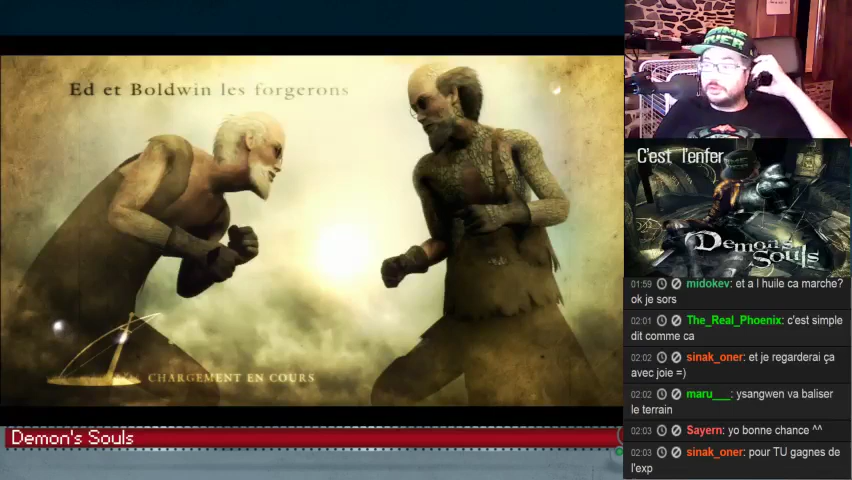 Ed et Boldwin les forgerons
CHARGEMENT EN COURS
Demon's Souls
C'est l'enfer
Demon's
Souls
01:59 midokev: et a l huile ca marche?
ok je sors
02:01 The_Real_Phoenix: c'est simple
dit comme ca
02:02 sinak_oner: et je regarderai ça
avec joie =)
02:02 maru___: ysangwen va baliser
le terrain
02:03 Sayern: yo bonne chance ^^
02:03 sinak_oner: pour TU gagnes de
l'exp